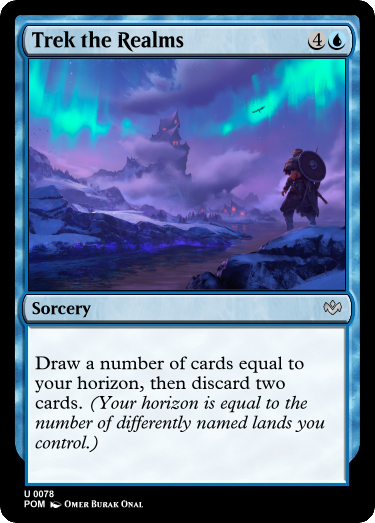 Trek the Realms 4
Sorcery
Draw a number of cards equal to
your horizon, then discard two
cards. (Your horizon is equal to the
number of differently named lands you
control.)
U 0078
POM Omer Burak Onal